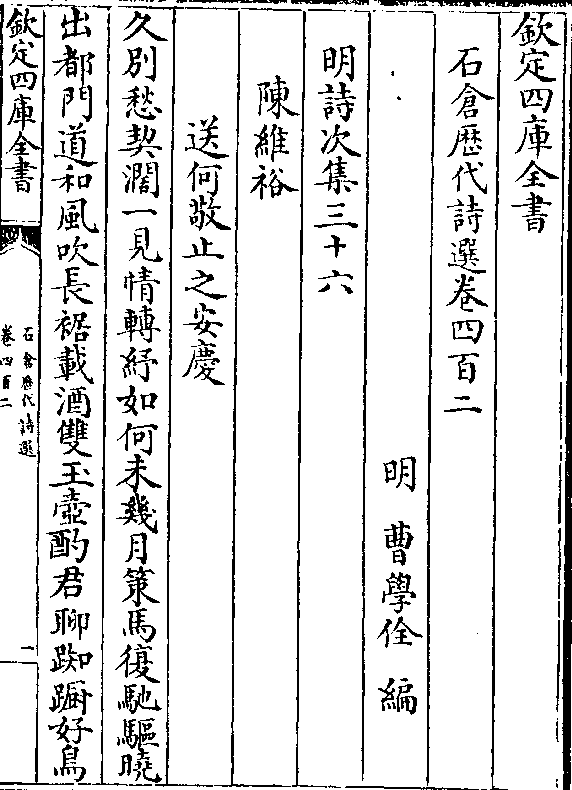 欽定四庫全書
石倉歷代詩選卷四百二
明 曹學佺 編
明詩次集三十六
陳維裕
送何敬止之安慶
久別愁契濶一見情轉紓如何未幾月策馬復馳驅曉
出都門道和風吹長裾載酒雙玉壺酌君聊踟蹰好鳥
欽定四庫全書
石倉歷代詩選
卷四百二
一